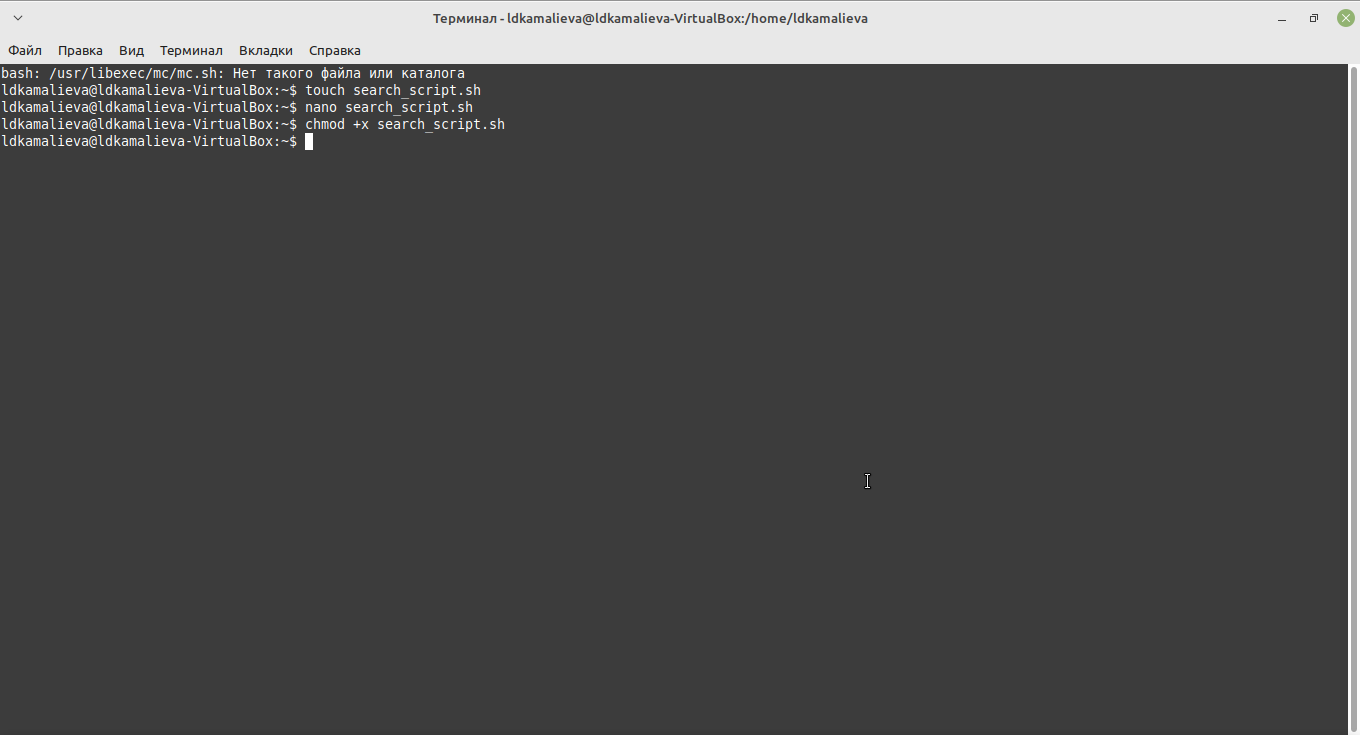 Терминал - ldkamalieva@ldkamalieva-VirtualBox:/home/ldkamalieva
Файл Правка Вид Терминал Вкладки Справка
bash: /usr/libexec/mc/mc.sh: Нет такого файла или каталога
ldkamalieva@ldkamalieva-VirtualBox:~$ touch search_script.sh
ldkamalieva@ldkamalieva-VirtualBox:~$ nano search_script.sh
ldkamalieva@ldkamalieva-VirtualBox:~$ chmod +x search_script.sh
ldkamalieva@ldkamalieva-VirtualBox:~$